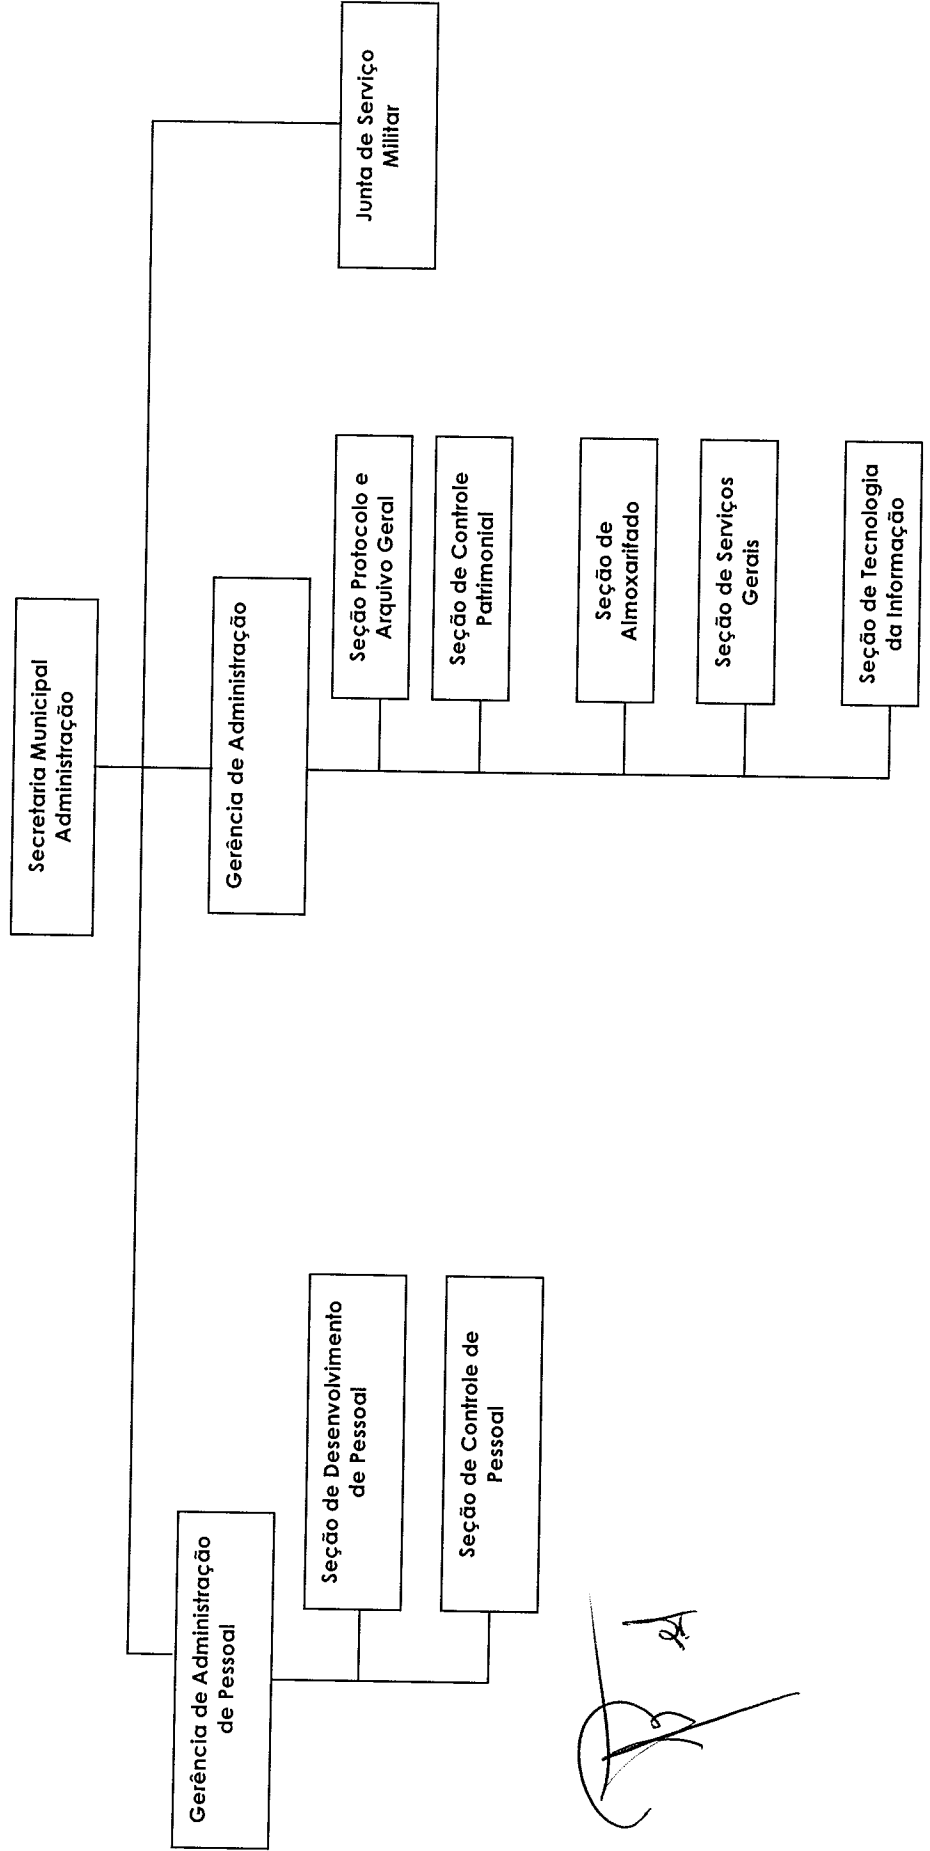 Secretaria Municipal
Administração
Gerência de Administração
de Pessoal
Seção de Desenvolvimento
de Pessoal
Seção de Controle de
Pessoal
Gerência de Administração
Seção Protocolo e
Arquivo Geral
Seção de Controle
Patrimonial
Seção de
Almoxarifado
Seção de Serviços
Gerais
Seção de Tecnologia
da Informação
Junta de Serviço
Militar